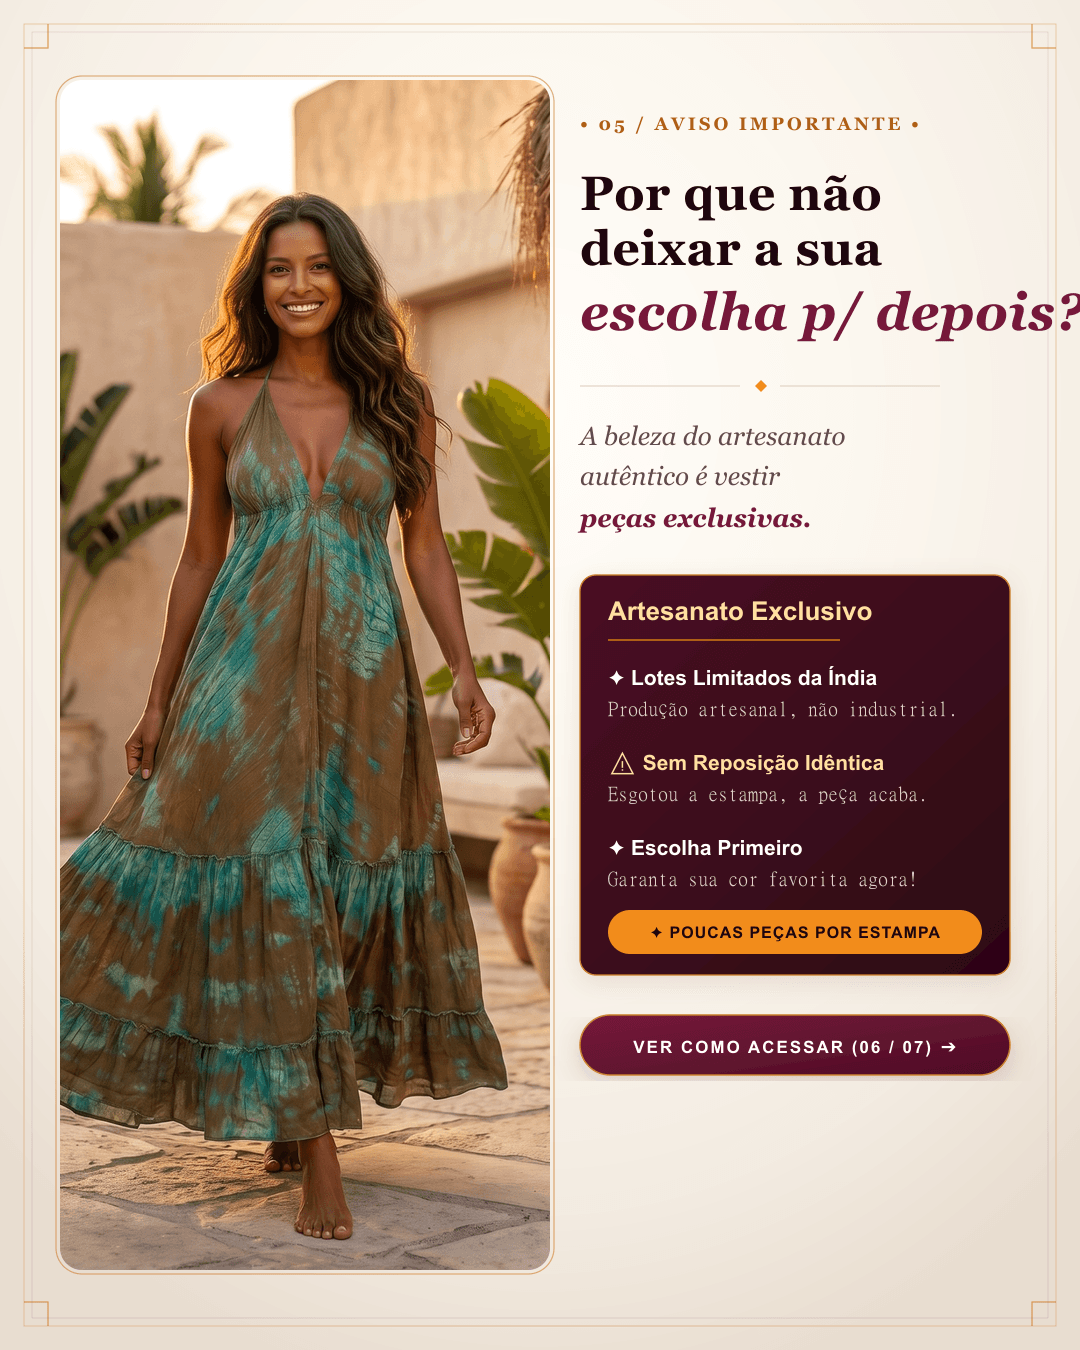 • 05 / AVISO IMPORTANTE •
Por que não
deixar a sua
escolha p/ depois?
A beleza do artesanato
autêntico é vestir
peças exclusivas.
Artesanato Exclusivo
✦ Lotes Limitados da Índia
Produção artesanal, não industrial.
⚠ Sem Reposição Idêntica
Esgotou a estampa, a peça acaba.
✦ Escolha Primeiro
Garanta sua cor favorita agora!
✦ POUCAS PEÇAS POR ESTAMPA
VER COMO ACESSAR (06 / 07) ➔